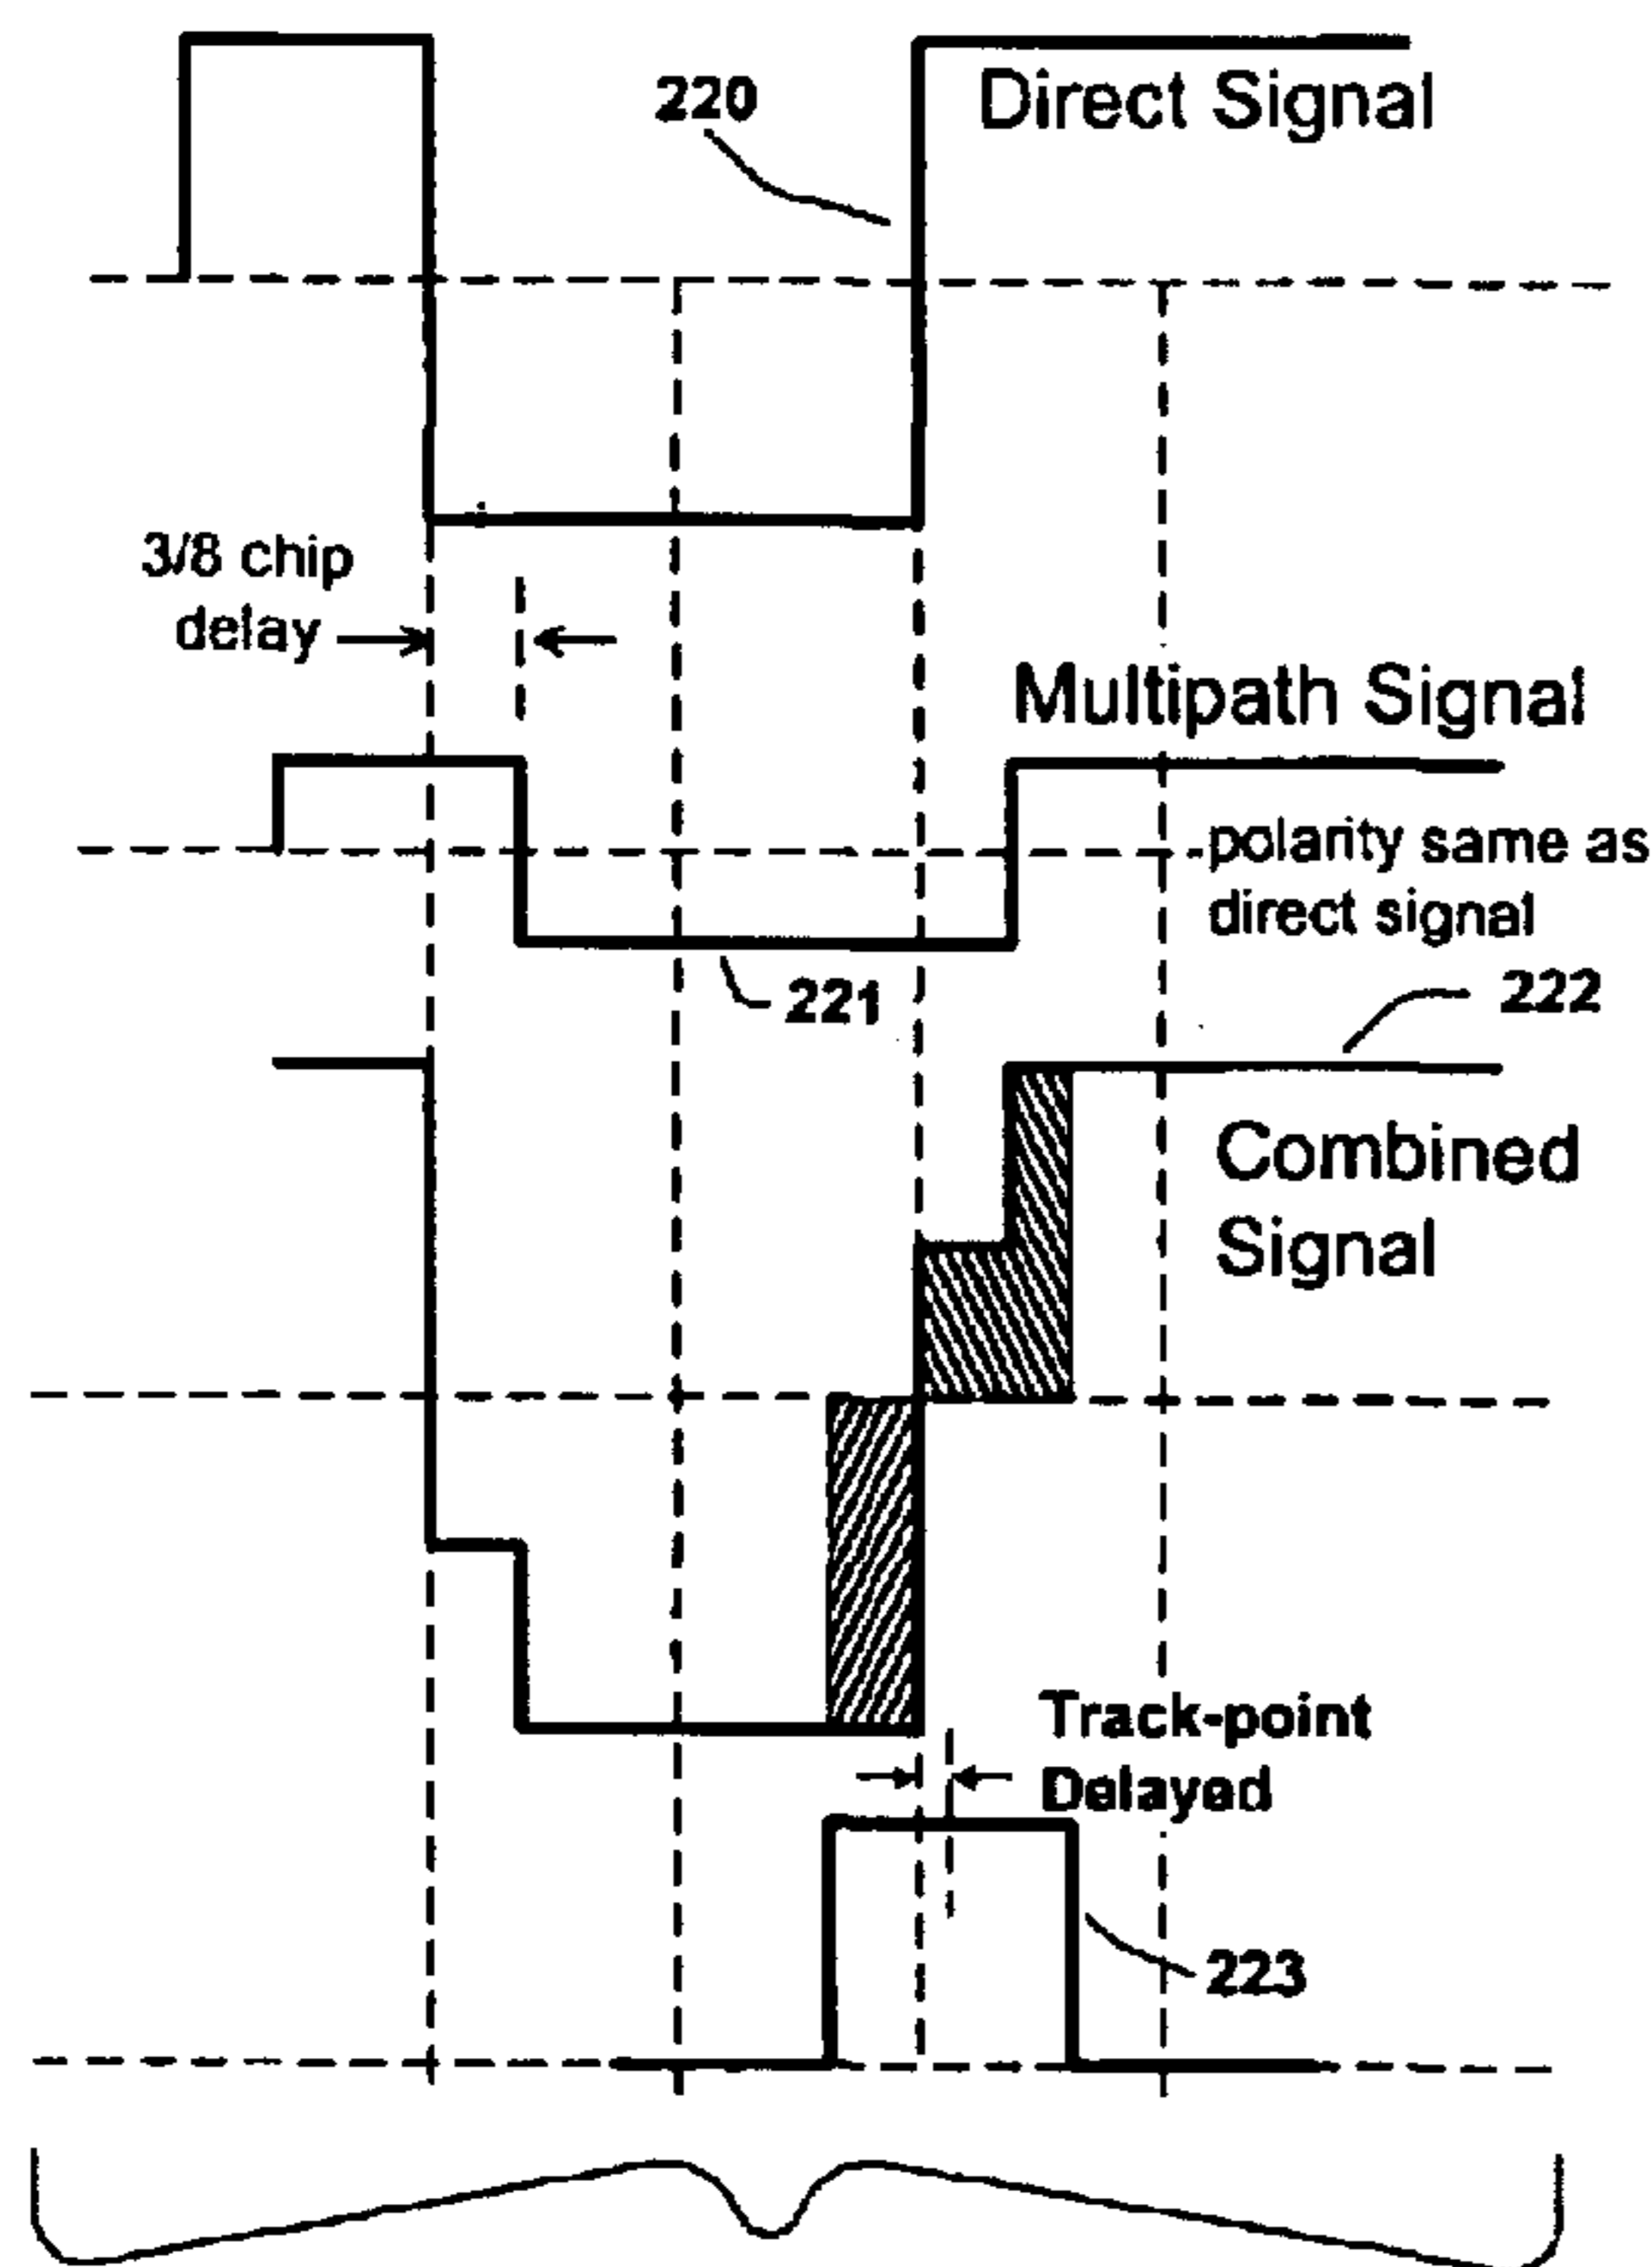 220
Direct Signal
3/8 chip
delay
Multipath Signal
polarity same as
direct signal
221
222
Combined
Signal
Track-point
Delayed
223